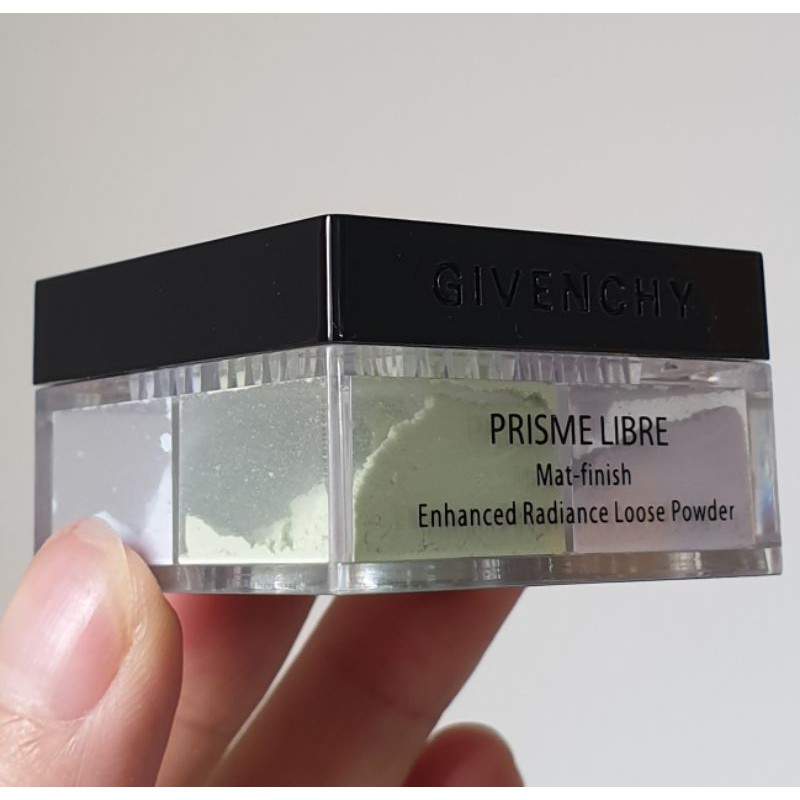 GIVENCHY
PRISME LIBRE
Mat-finish
Enhanced Radiance Loose Powder